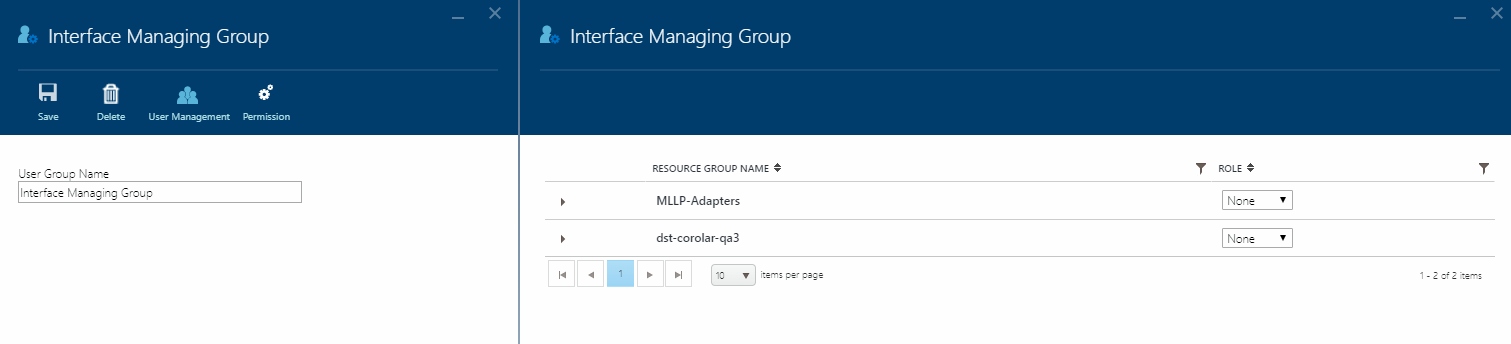 Interface Managing Group
Save
Delete
User Management
Permission
User Group Name
Interface Managing Group
Interface Managing Group
RESOURCE GROUP NAME
ROLE
MLLP-Adapters
None
dst-corolar-qa3
None
1
10
items per page
1 - 2 of 2 items